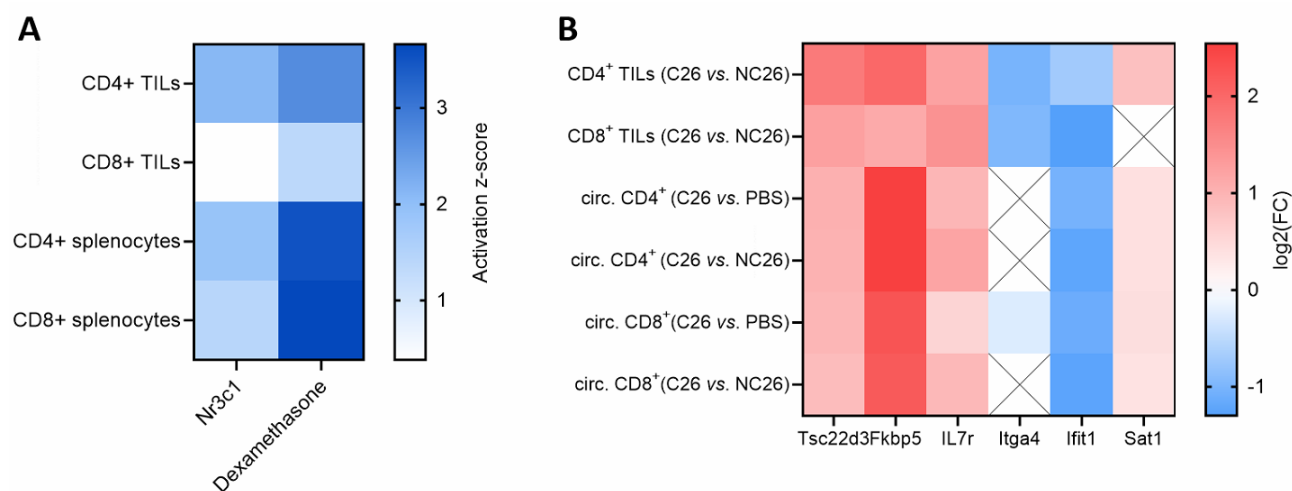 A
CD4+ TILs
CD8+ TILs
CD4+ splenocytes
CD8+ splenocytes
Nr3c1
Dexamethasone
3
2
1
Activation z-score
B
CD4⁺ TILs (C26 vs. NC26)
CD8⁺ TILs (C26 vs. NC26)
circ. CD4⁺ (C26 vs. PBS)
circ. CD4⁺ (C26 vs. NC26)
circ. CD8⁺(C26 vs. PBS)
circ. CD8⁺(C26 vs. NC26)
Tsc22d3Fkbp5 IL7r Itga4 Ifit1 Sat1
2
1
0
-1
log2(FC)